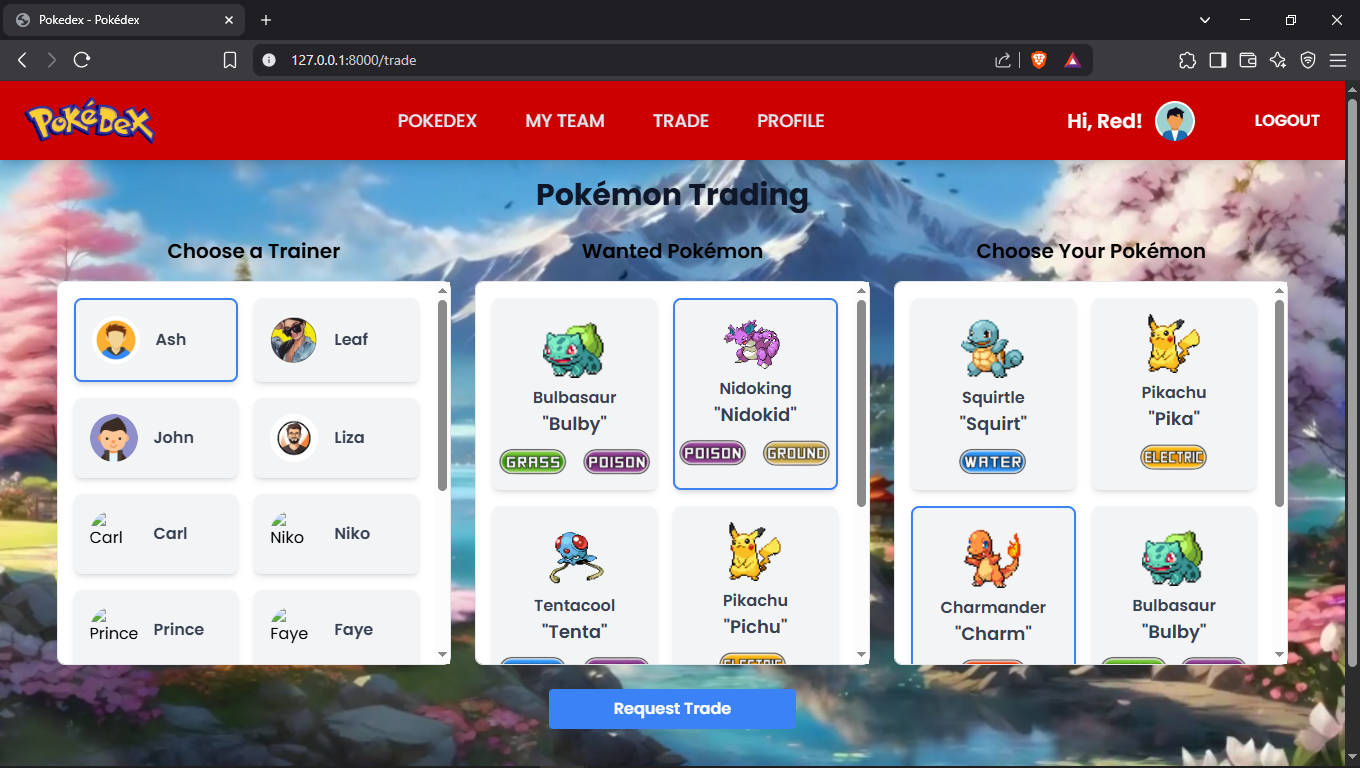 Pokedex - Pokédex
127.0.0.1:8000/trade
POKéDEX
POKEDEX
MY TEAM
TRADE
PROFILE
Hi, Red!
LOGOUT
Pokémon Trading
Choose a Trainer
Ash
Leaf
John
Liza
Carl
Carl
Niko
Niko
Prince
Prince
Faye
Faye
Wanted Pokémon
Bulbasaur
"Bulby"
GRASS
POISON
Nidoking
"Nidokid"
POISON
GROUND
Tentacool
"Tenta"
Pikachu
"Pichu"
ELECTRIC
Choose Your Pokémon
Squirtle
"Squirt"
WATER
Pikachu
"Pika"
ELECTRIC
Charmander
"Charm"
Bulbasaur
"Bulby"
Request Trade